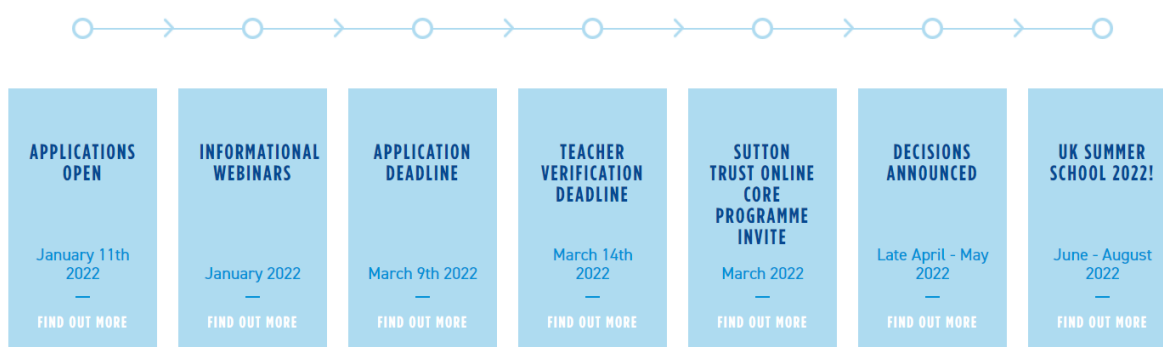 APPLICATIONS
OPEN
January 11th
2022
FIND OUT MORE
INFORMATIONAL
WEBINARS
January 2022
FIND OUT MORE
APPLICATION
DEADLINE
March 9th 2022
FIND OUT MORE
TEACHER
VERIFICATION
DEADLINE
March 14th
2022
FIND OUT MORE
SUTTON
TRUST ONLINE
CORE
PROGRAMME
INVITE
March 2022
FIND OUT MORE
DECISIONS
ANNOUNCED
Late April - May
2022
FIND OUT MORE
UK SUMMER
SCHOOL 2022!
June - August
2022
FIND OUT MORE